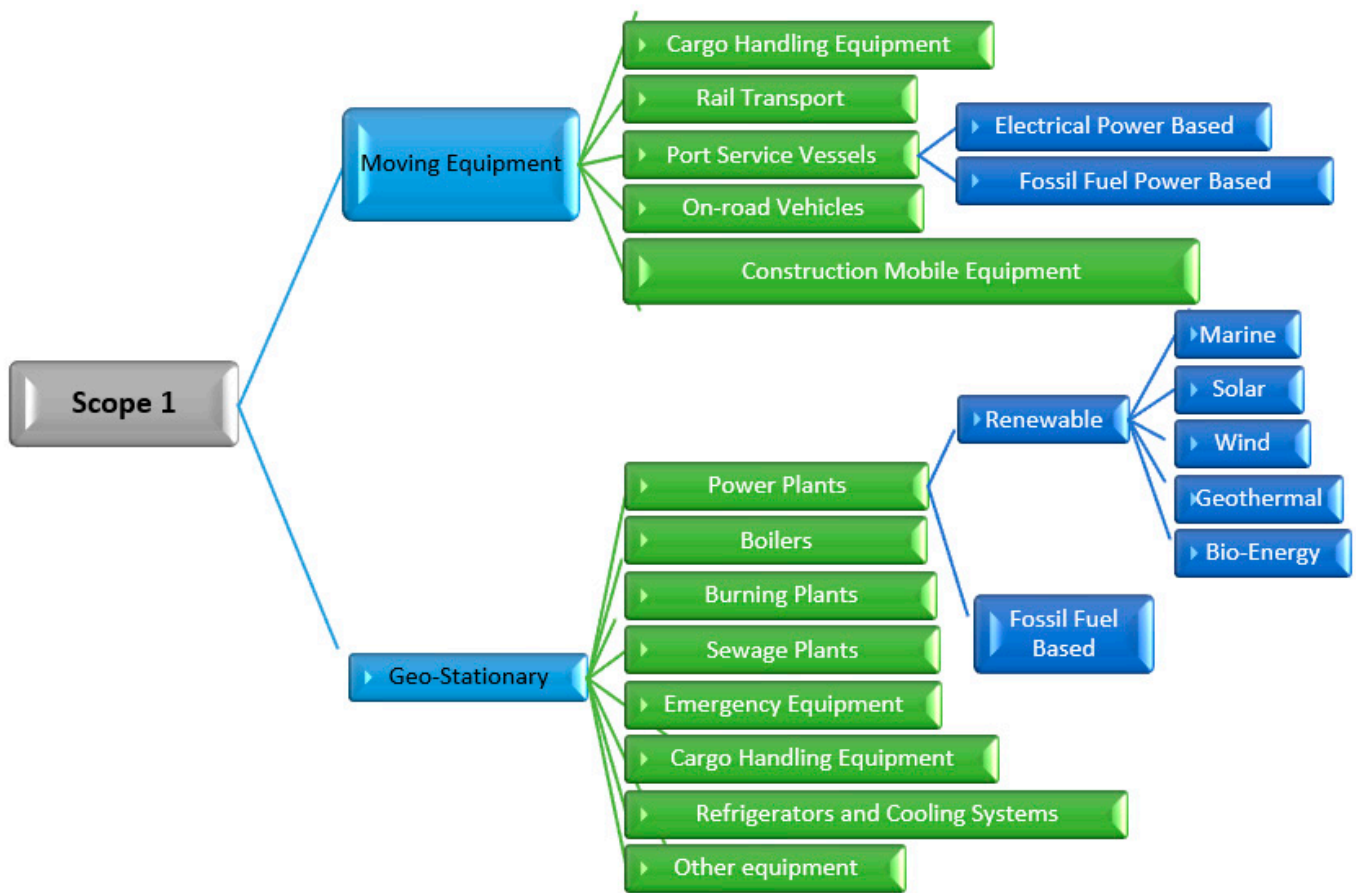 Cargo Handling Equipment
Rail Transport
Electrical Power Based
Moving Equipment
Port Service Vessels
Fossil Fuel Power Based
On-road Vehicles
Construction Mobile Equipment
Marine
Scope 1
Solar
Renewable
Wind
Power Plants
Geothermal
Boilers
Bio-Energy
Burning Plants
Fossil Fuel
Based
Sewage Plants
Geo-Stationary
Emergency Equipment
Cargo Handling Equipment
Refrigerators and Cooling Systems
Other equipment